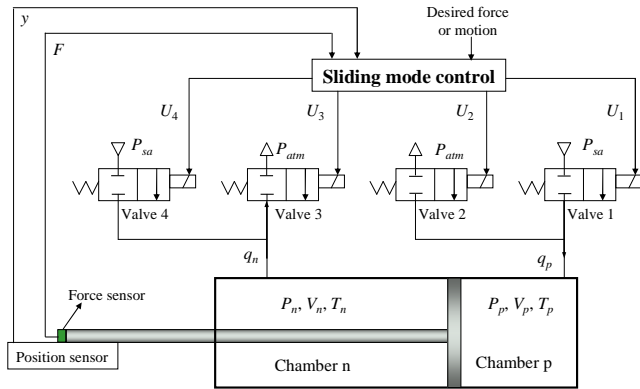 y
F
Desired force
or motion
Sliding mode control
U4
U3
U2
U1
Psa
Patm
Patm
Psa
Valve 4
Valve 3
Valve 2
Valve 1
qn
qp
Force sensor
Pn, Vn, Tn
Pp, Vp, Tp
Position sensor
Chamber n
Chamber p